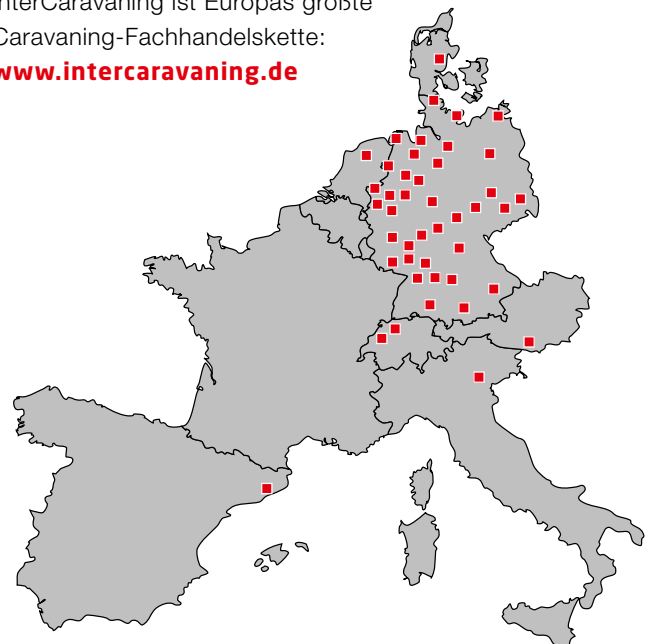 nterCaravaning ist Europas größte
Caravaning-Fachhandelskette:
www.intercaravaning.de